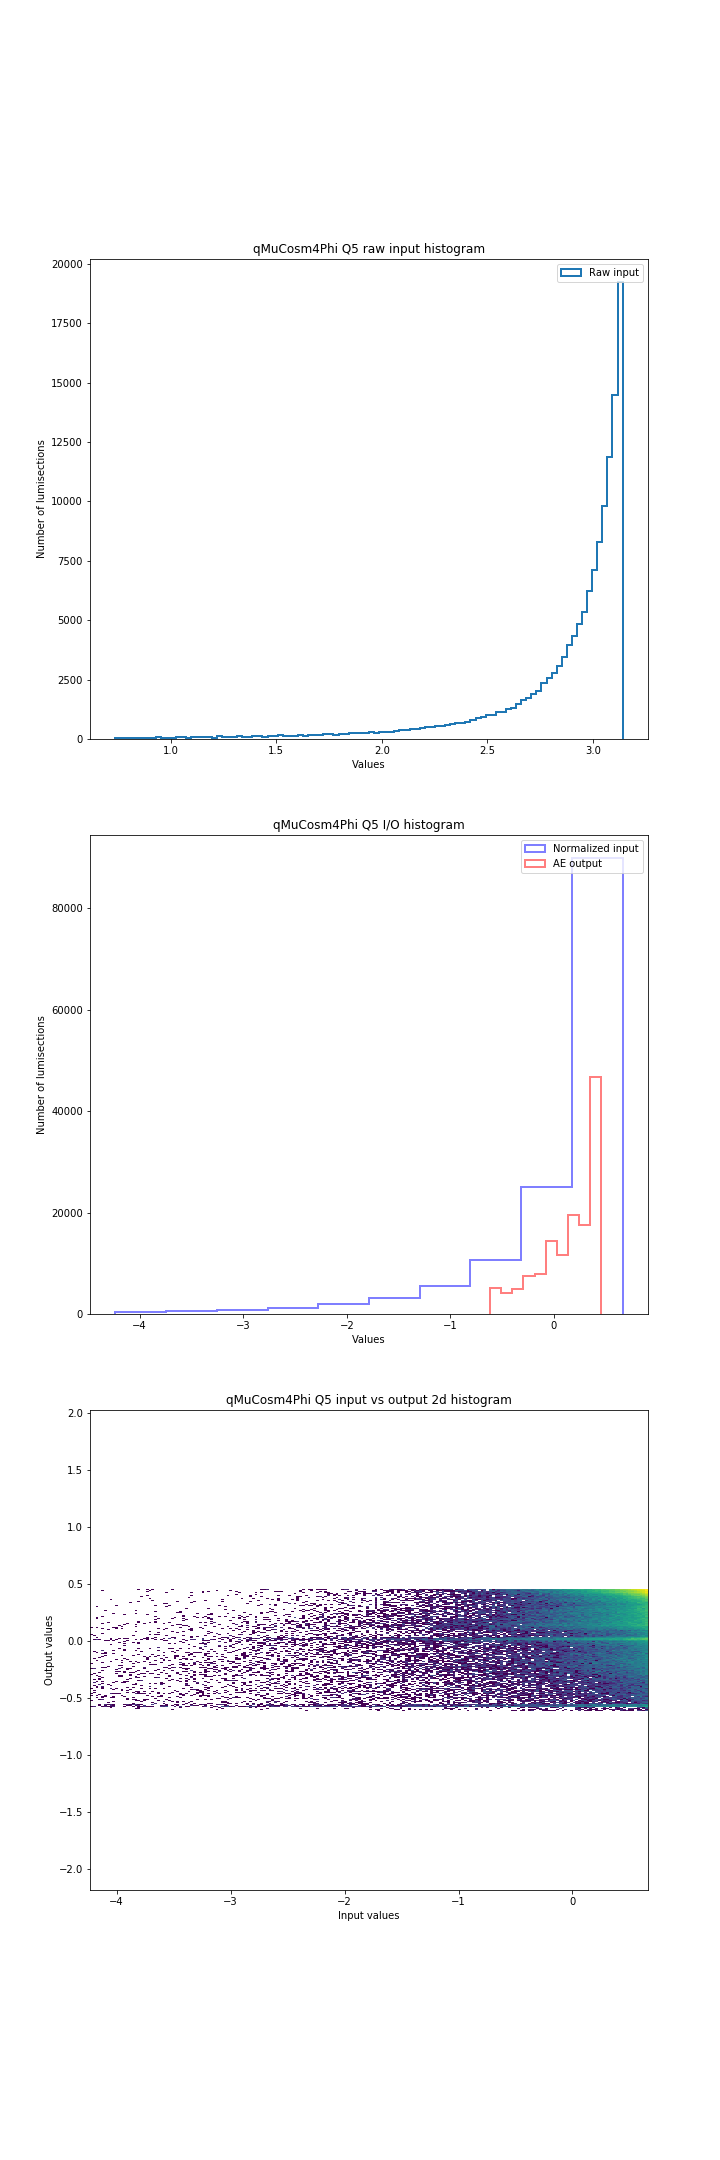 qMuCosm4Phi Q5 raw input histogram
Raw input
Number of lumisections
20000
17500
15000
12500
10000
7500
5000
2500
0
1.0 1.5 2.0 2.5 3.0
Values
qMuCosm4Phi Q5 I/O histogram
Normalized input
AE output
Number of lumisections
80000
60000
40000
20000
0
−4 −3 −2 −1 0
Values
qMuCosm4Phi Q5 input vs output 2d histogram
Output values
2.0
1.5
1.0
0.5
0.0
−0.5
−1.0
−1.5
−2.0
−4 −3 −2 −1 0
Input values